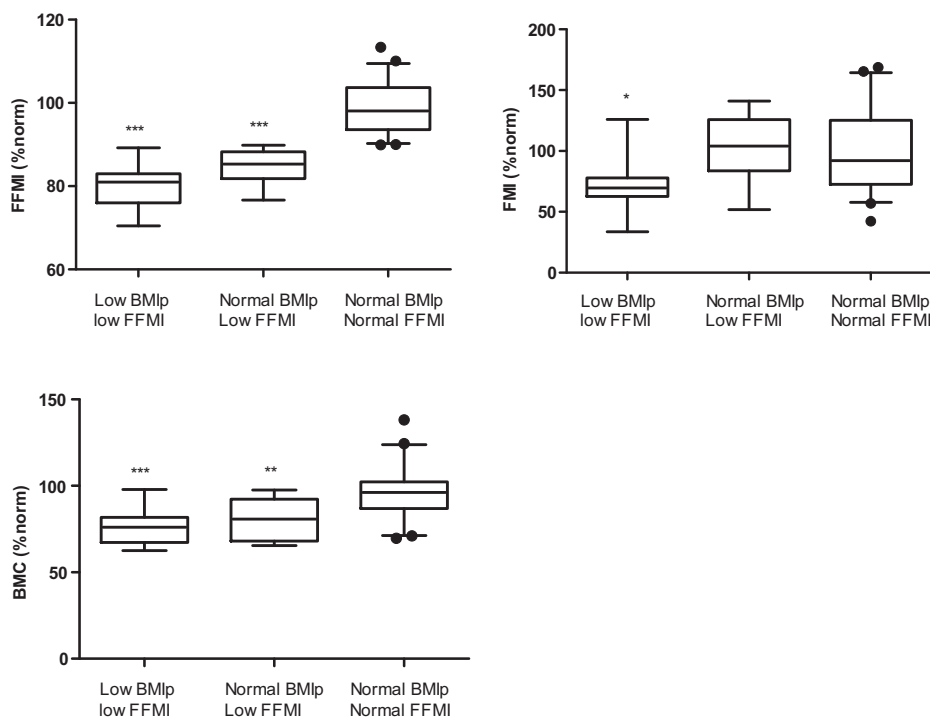 120
100
80
60
FFMI (%norm)
***
***
Low BMIp
low FFMI
Normal BMIp
Low FFMI
Normal BMIp
Normal FFMI
200
150
100
50
0
FMI (%norm)
*
Low BMIp
low FFMI
Normal BMIp
Low FFMI
Normal BMIp
Normal FFMI
150
100
50
0
BMC (%norm)
***
**
Low BMIp
low FFMI
Normal BMIp
Low FFMI
Normal BMIp
Normal FFMI